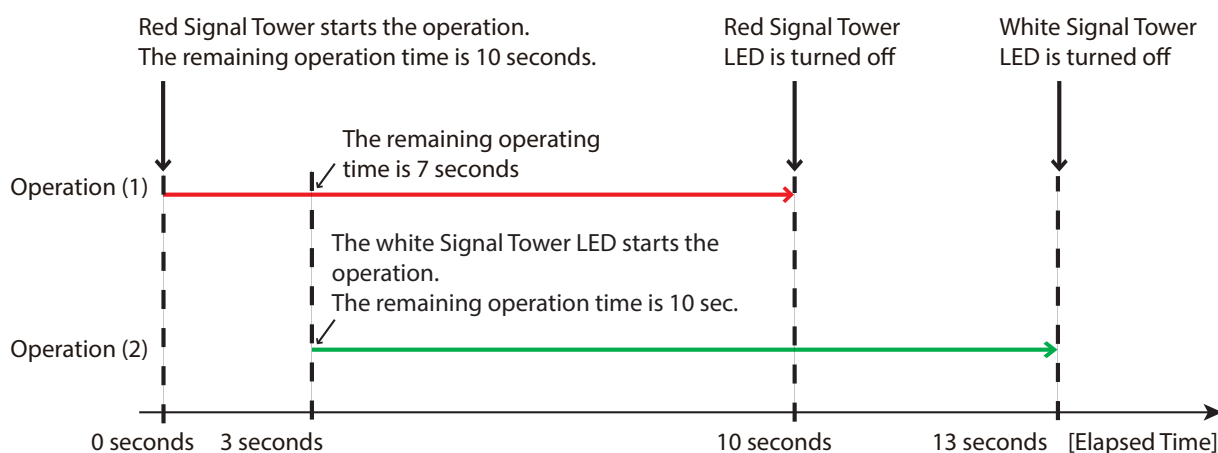 Red Signal Tower starts the operation.
The remaining operation time is 10 seconds.
Red Signal Tower
LED is turned off
White Signal Tower
LED is turned off
The remaining operating
time is 7 seconds
Operation (1)
The white Signal Tower LED starts the
operation.
The remaining operation time is 10 sec.
Operation (2)
0 seconds
3 seconds
10 seconds
13 seconds
[Elapsed Time]